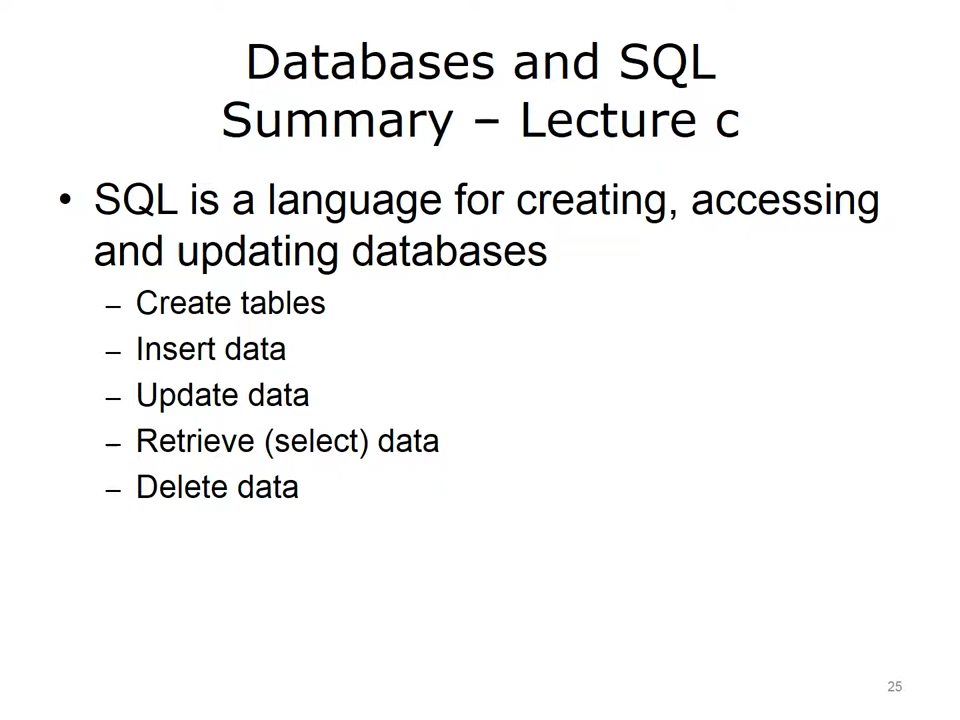 Databases and SQL
Summary – Lecture c
• SQL is a language for creating, accessing
and updating databases
– Create tables
– Insert data
– Update data
– Retrieve (select) data
– Delete data
25